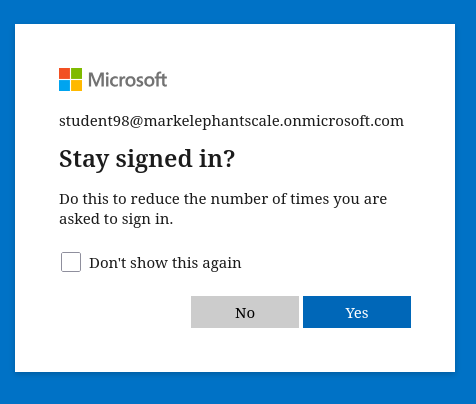 Microsoft
student98@markelephantscale.onmicrosoft.com
Stay signed in?
Do this to reduce the number of times you are
asked to sign in.
Don't show this again
No Yes